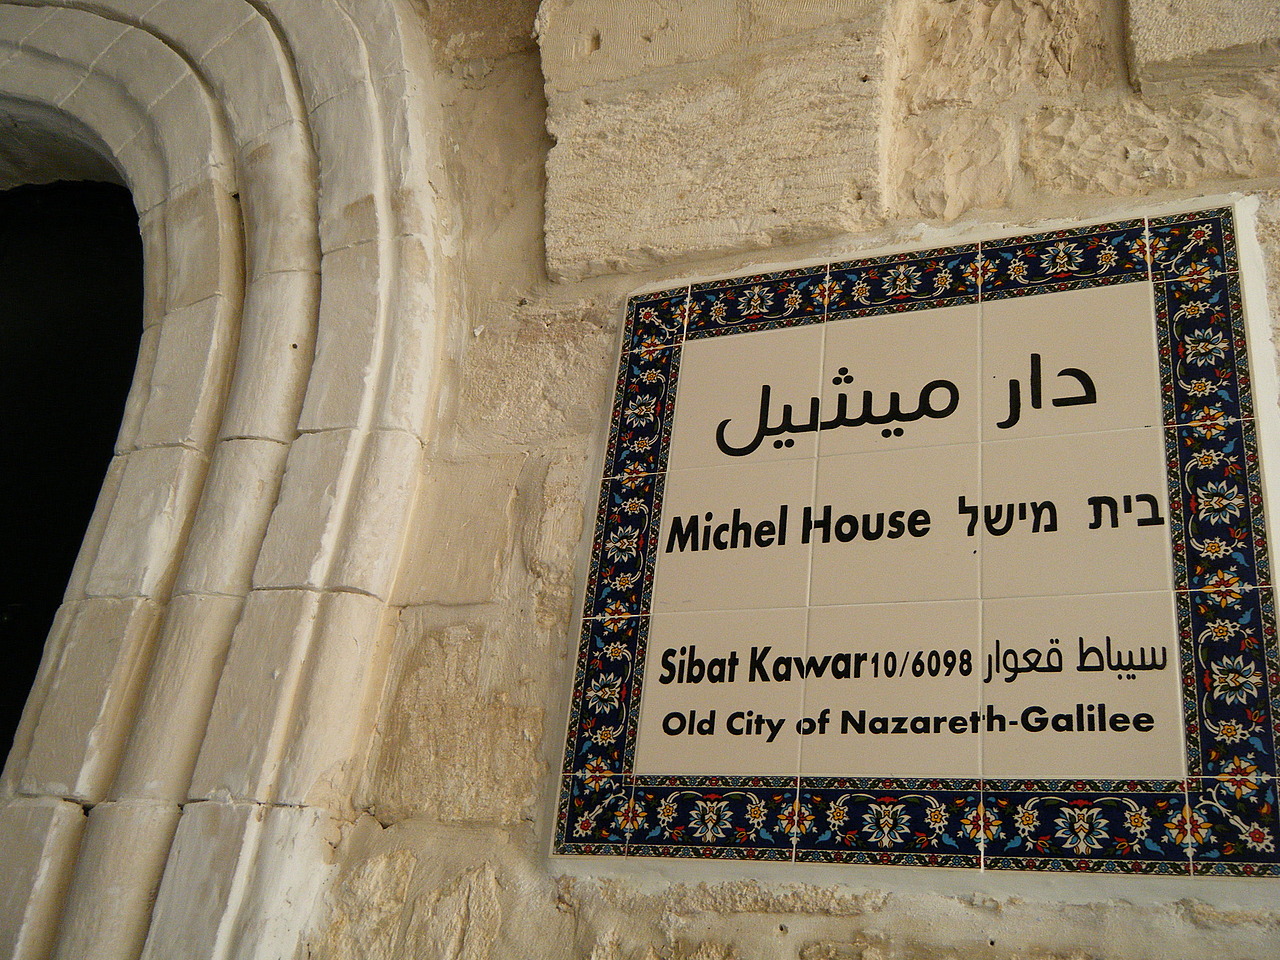 دار ميشيل
Michel House בית מישל
Sibat Kawar 10/6098 سيباط قعوار
Old City of Nazareth-Galilee